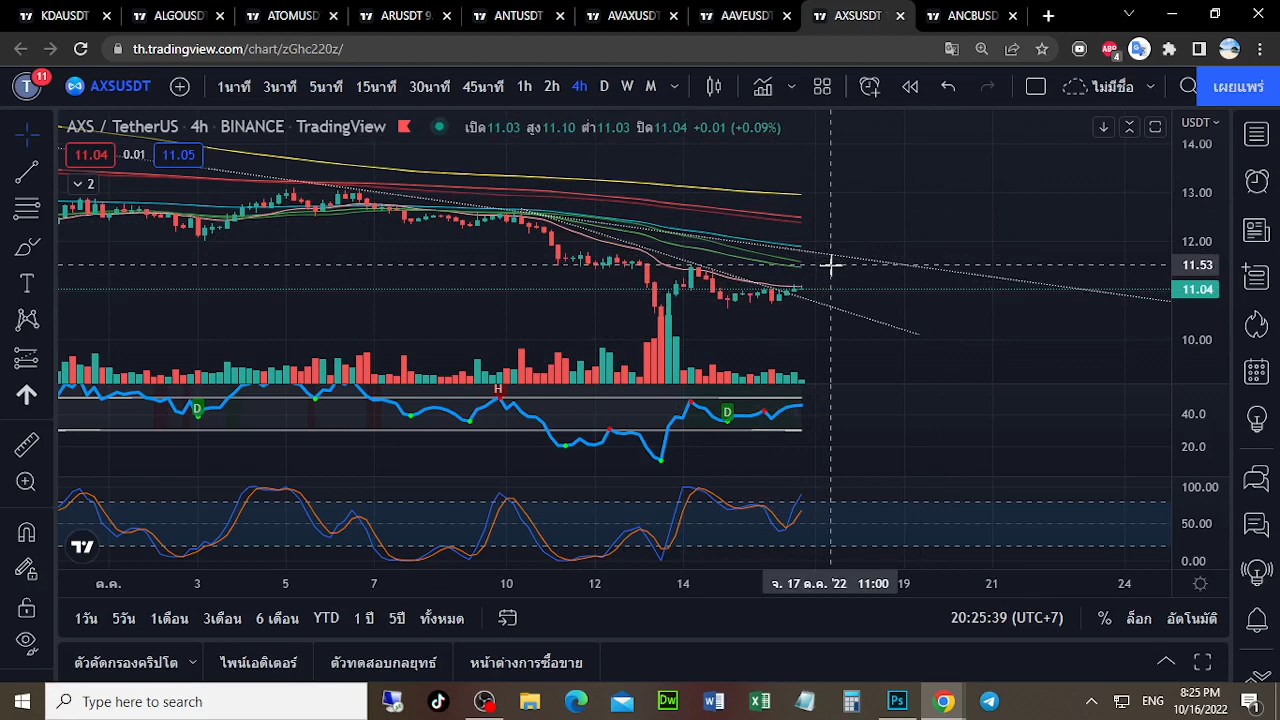 KDAUSDT
ALGOUSDT
ATOMUSD
ARUSDT 9.
ANTUSDT
AVAXUSDT
AAVEUSDT
AXSUSDT
ANCBUSD
th.tradingview.com/chart/zGhc220z/
4
T
11
AXSUSDT
1นาที
3นาที
5นาที
15นาที
30นาที
45นาที
1h
2h
4h
D
W
M
ไม่มีชื่อ
เผยแพร่
AXS / TetherUS
4h
BINANCE
TradingView
เปิด11.03 สูง11.10 ต่ำ11.03 ปิด11.04 +0.01 (+0.09%)
USDT
11.04
0.01
11.05
2
14.00
13.00
12.00
11.53
11.04
10.00
H
D
D
40.0
20.0
100.00
50.00
0.00
ต.ค.
3
5
7
10
12
14
จ. 17 ต.ค. '22 11:00
19
21
24
1วัน
5วัน
1เดือน
3เดือน
6 เดือน
YTD
1 ปี
5ปี
ทั้งหมด
20:25:39 (UTC+7)
%
ล็อก
อัตโนมัติ
ตัวคัดกรองคริปโต
ไพน์เอดิเตอร์
ตัวทดสอบกลยุทธ์
หน้าต่างการซื้อขาย
Type here to search
Dw
Ps
ENG
8:25 PM
10/16/2022
1